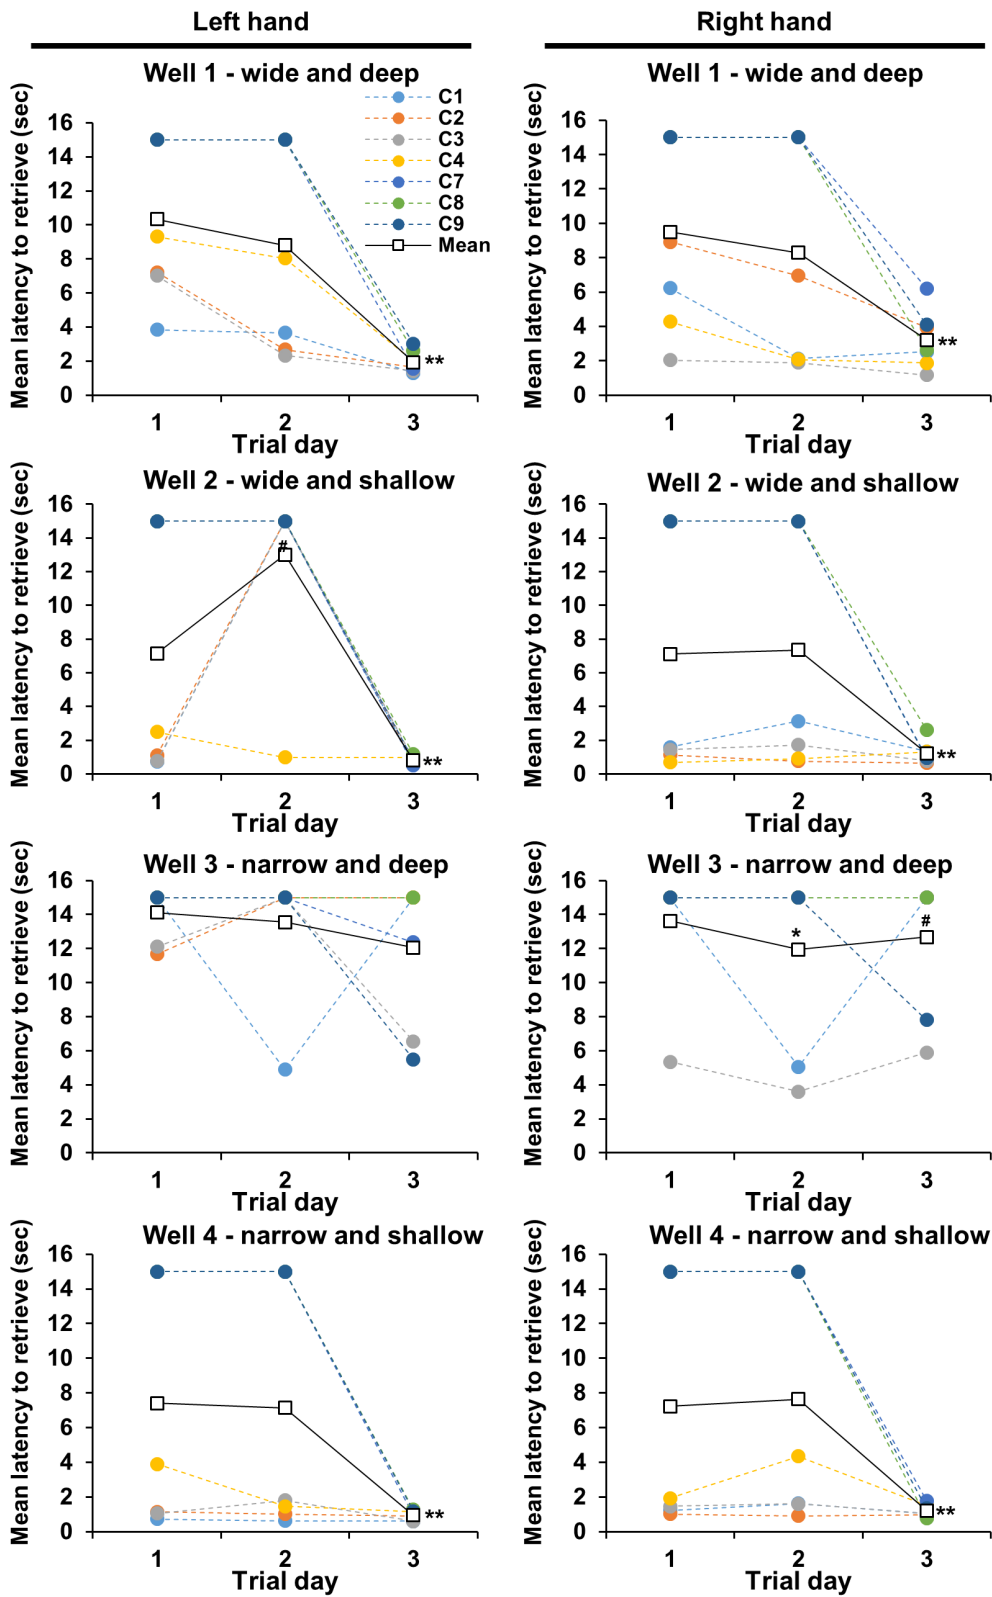 Left hand
Right hand
Well 1 - wide and deep
Mean latency to retrieve (sec)
16
14
12
10
8
6
4
2
0
C1
C2
C3
C4
C7
C8
C9
Mean
**
1 2 3
Trial day
Well 1 - wide and deep
Mean latency to retrieve (sec)
16
14
12
10
8
6
4
2
0
**
1 2 3
Trial day
Well 2 - wide and shallow
Mean latency to retrieve (sec)
16
14
12
10
8
6
4
2
0
#
**
1 2 3
Trial day
Well 2 - wide and shallow
Mean latency to retrieve (sec)
16
14
12
10
8
6
4
2
0
**
1 2 3
Trial day
Well 3 - narrow and deep
Mean latency to retrieve (sec)
16
14
12
10
8
6
4
2
0
1 2 3
Trial day
Well 3 - narrow and deep
Mean latency to retrieve (sec)
16
14
12
10
8
6
4
2
0
*
#
1 2 3
Trial day
Well 4 - narrow and shallow
Mean latency to retrieve (sec)
16
14
12
10
8
6
4
2
0
**
1 2 3
Trial day
Well 4 - narrow and shallow
Mean latency to retrieve (sec)
16
14
12
10
8
6
4
2
0
**
1 2 3
Trial day